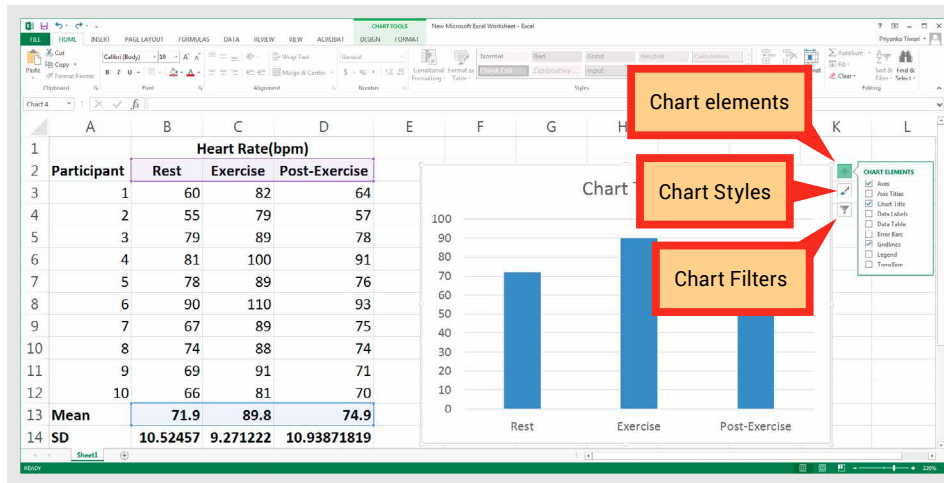 CHART TOOLS New Microsoft Excel Worksheet - Excel
FILE HOME INSERT PAGE LAYOUT FORMULAS DATA REVIEW VIEW ACROBAT DESIGN FORMAT Priyanka Tiwari
Cut Calibri (Body) 10 Wrap Text General Normal Bad Good Neutral Calculation AutoSum
Paste Copy Fill
Format Painter B I U Merge & Center $ % Conditional Format as Check Cell Explanatory ... Input Clear Sort & Find &
Formatting Table Filter Select
Clipboard Font Alignment Number Styles Editing
Chart 4 fx
A B C D E F G H K L
1 Heart Rate(bpm)
2 Participant Rest Exercise Post-Exercise
3 1 60 82 64
4 2 55 79 57
5 3 79 89 78
6 4 81 100 91
7 5 78 89 76
8 6 90 110 93
9 7 67 89 75
10 8 74 88 74
11 9 69 91 71
12 10 66 81 70
13 Mean 71.9 89.8 74.9
14 SD 10.52457 9.271222 10.93871819
Chart
100
90
80
70
60
50
40
30
20
10
0
Rest Exercise Post-Exercise
Chart elements
Chart Styles
Chart Filters
CHART ELEMENTS
Axes
Axis Titles
Chart Title
Data Labels
Data Table
Error Bars
Gridlines
Legend
Trendline
Sheet1
READY 220%